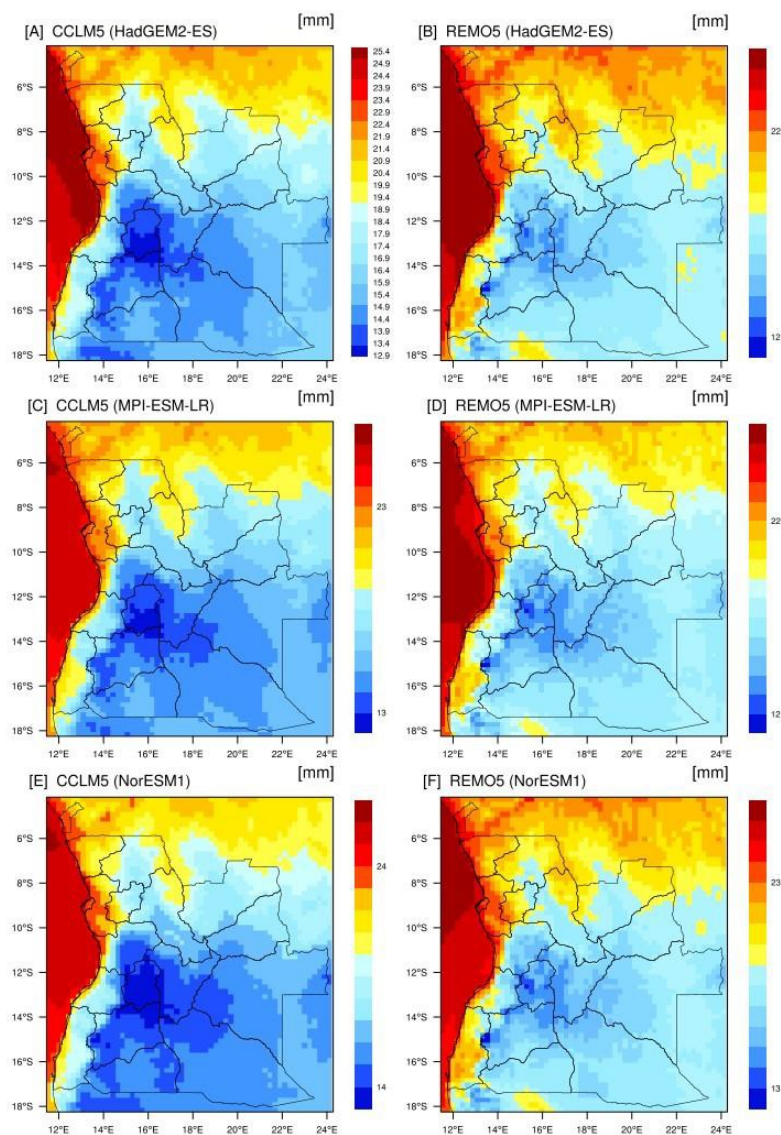 [A] CCLM5 (HadGEM2-ES) [mm]
6°S
8°S
10°S
12°S
14°S
16°S
18°S
12°E 14°E 16°E 18°E 20°E 22°E 24°E
25.4
24.9
24.4
23.9
23.4
22.9
22.4
21.9
21.4
20.9
20.4
19.9
19.4
18.9
18.4
17.9
17.4
16.9
16.4
15.9
15.4
14.9
14.4
13.9
13.4
12.9
[B] REMO5 (HadGEM2-ES) [mm]
6°S
8°S
10°S
12°S
14°S
16°S
18°S
12°E 14°E 16°E 18°E 20°E 22°E 24°E
22
12
[C] CCLM5 (MPI-ESM-LR) [mm]
6°S
8°S
10°S
12°S
14°S
16°S
18°S
12°E 14°E 16°E 18°E 20°E 22°E 24°E
23
13
[D] REMO5 (MPI-ESM-LR) [mm]
6°S
8°S
10°S
12°S
14°S
16°S
18°S
12°E 14°E 16°E 18°E 20°E 22°E 24°E
22
12
[E] CCLM5 (NorESM1) [mm]
6°S
8°S
10°S
12°S
14°S
16°S
18°S
12°E 14°E 16°E 18°E 20°E 22°E 24°E
24
14
[F] REMO5 (NorESM1) [mm]
6°S
8°S
10°S
12°S
14°S
16°S
18°S
12°E 14°E 16°E 18°E 20°E 22°E 24°E
23
13